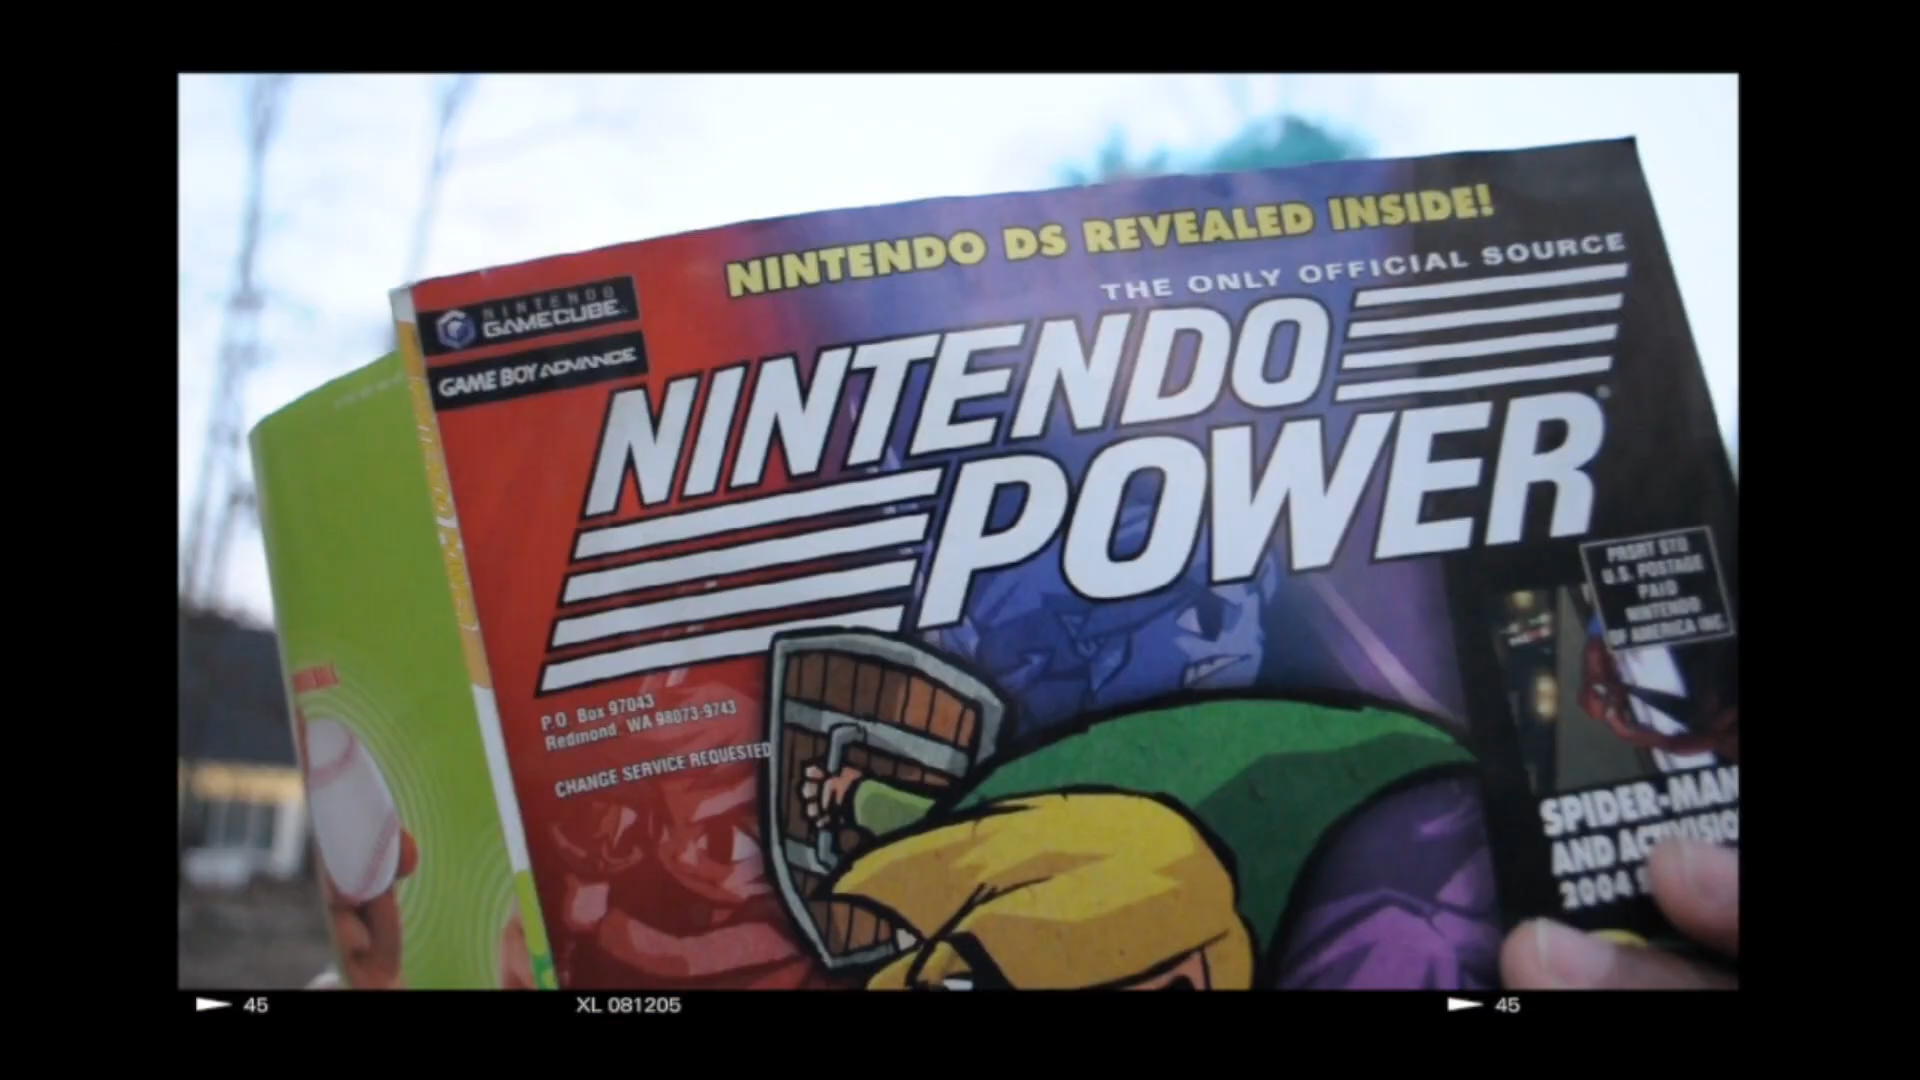 NINTENDO DS REVEALED INSIDE!
THE ONLY OFFICIAL SOURCE
NINTENDO
GAMECUBE
GAME BOY ADVANCE
NINTENDO
POWER
PRSRT STD
U.S. POSTAGE
PAID
NINTENDO
OF AMERICA INC.
P.O. Box 97043
Redmond, WA 98073-9743
CHANGE SERVICE REQUESTED
SPIDER-MAN
AND
2004
45
XL 081205
45